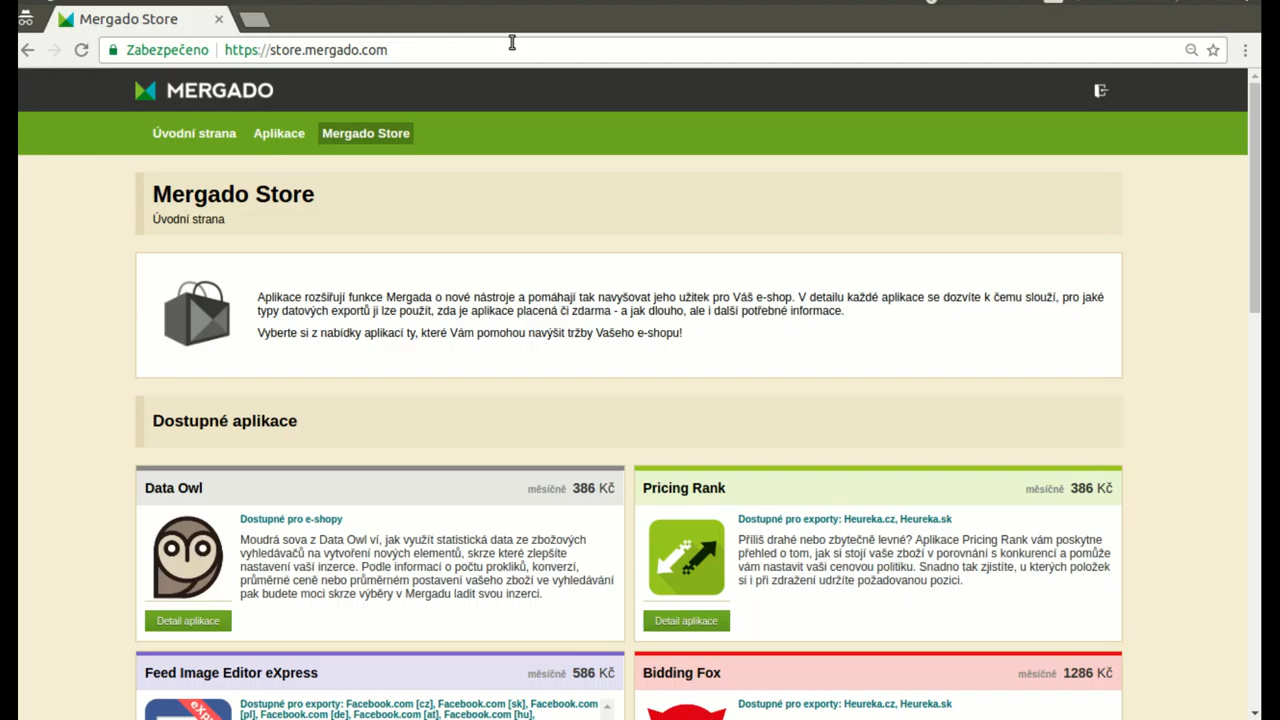 Mergado Store
Zabezpečeno
https://store.mergado.com
MERGADO
Úvodní strana Aplikace Mergado Store
Mergado Store
Úvodní strana
Aplikace rozšiřují funkce Mergada o nové nástroje a pomáhají tak navyšovat jeho užitek pro Váš e-shop. V detailu každé aplikace se dozvíte k čemu slouží, pro jaké
typy datových exportů ji lze použít, zda je aplikace placená či zdarma - a jak dlouho, ale i další potřebné informace.
Vyberte si z nabídky aplikací ty, které Vám pomohou navýšit tržby Vašeho e-shopu!
Dostupné aplikace
Data Owl
měsíčně 386 Kč
Dostupné pro e-shopy
Moudrá sova z Data Owl ví, jak využít statistická data ze zbožových
vyhledávačů na vytvoření nových elementů, skrze které zlepšíte
nastavení vaší inzerce. Podle informací o počtu prokliků, konverzí,
průměrné ceně nebo průměrném postavení vašeho zboží ve vyhledávání
pak budete moci skrze výběry v Mergadu ladit svou inzerci.
Detail aplikace
Pricing Rank
měsíčně 386 Kč
Dostupné pro exporty: Heureka.cz, Heureka.sk
Příliš drahé nebo zbytečně levné? Aplikace Pricing Rank vám poskytne
přehled o tom, jak si stojí vaše zboží v porovnání s konkurencí a pomůže
vám nastavit vaši cenovou politiku. Snadno tak zjistíte, u kterých položek
si i při zdražení udržíte požadovanou pozici.
Detail aplikace
Feed Image Editor eXpress
měsíčně 586 Kč
Dostupné pro exporty: Facebook.com [cz], Facebook.com [sk], Facebook.com
[pl], Facebook.com [de], Facebook.com [at], Facebook.com [hu],
eXpr
Bidding Fox
měsíčně 1286 Kč
Dostupné pro exporty: Heureka.cz, Heureka.sk